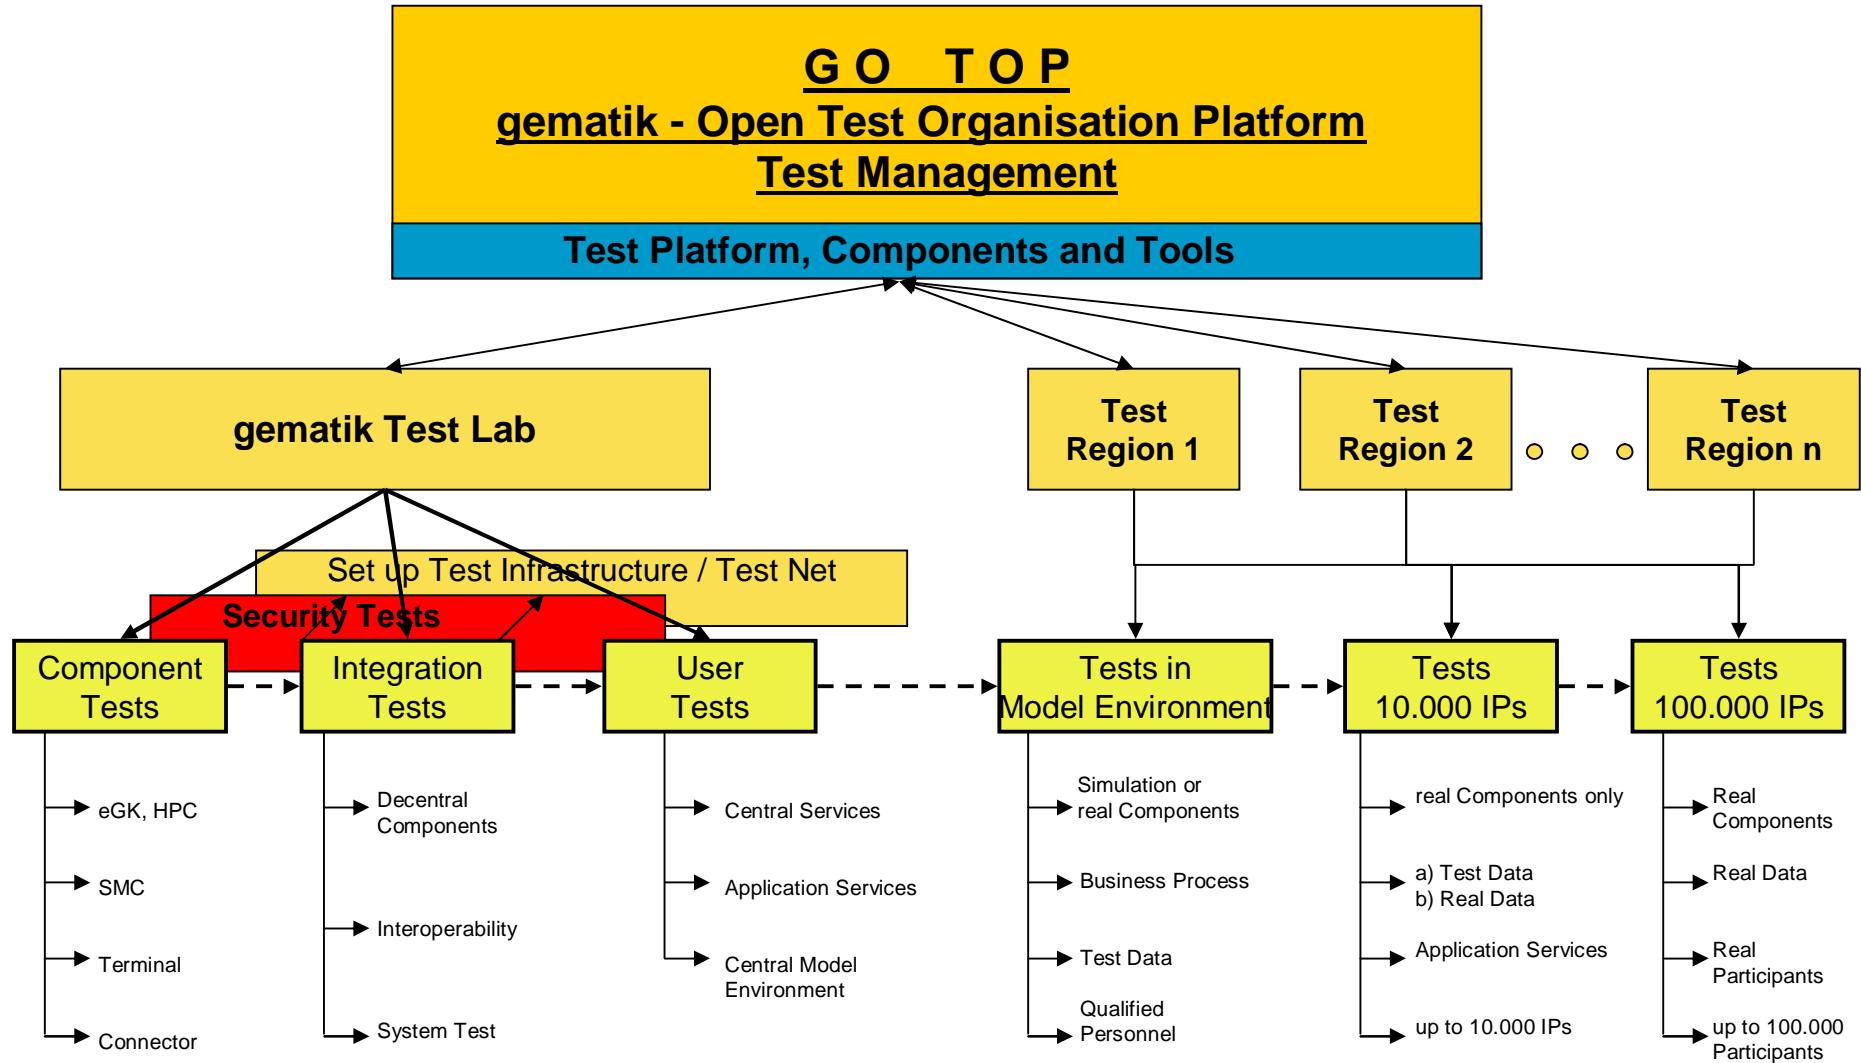 GO TOP
gematik - Open Test Organisation Platform
Test Management
Test Platform, Components and Tools
gematik Test Lab
Test
Region 1
Test
Region 2
Test
Region n
Set up Test Infrastructure / Test Net
Security Tests
Component
Tests
Integration
Tests
User
Tests
Tests in
Model Environment
Tests
10.000 IPs
Tests
100.000 IPs
eGK, HPC
SMC
Terminal
Connector
Decentral
Components
Interoperability
System Test
Central Services
Application Services
Central Model
Environment
Simulation or
real Components
Business Process
Test Data
Qualified
Personnel
real Components only
a) Test Data
b) Real Data
Application Services
up to 10.000 IPs
Real
Components
Real Data
Real
Participants
up to 100.000
Participants